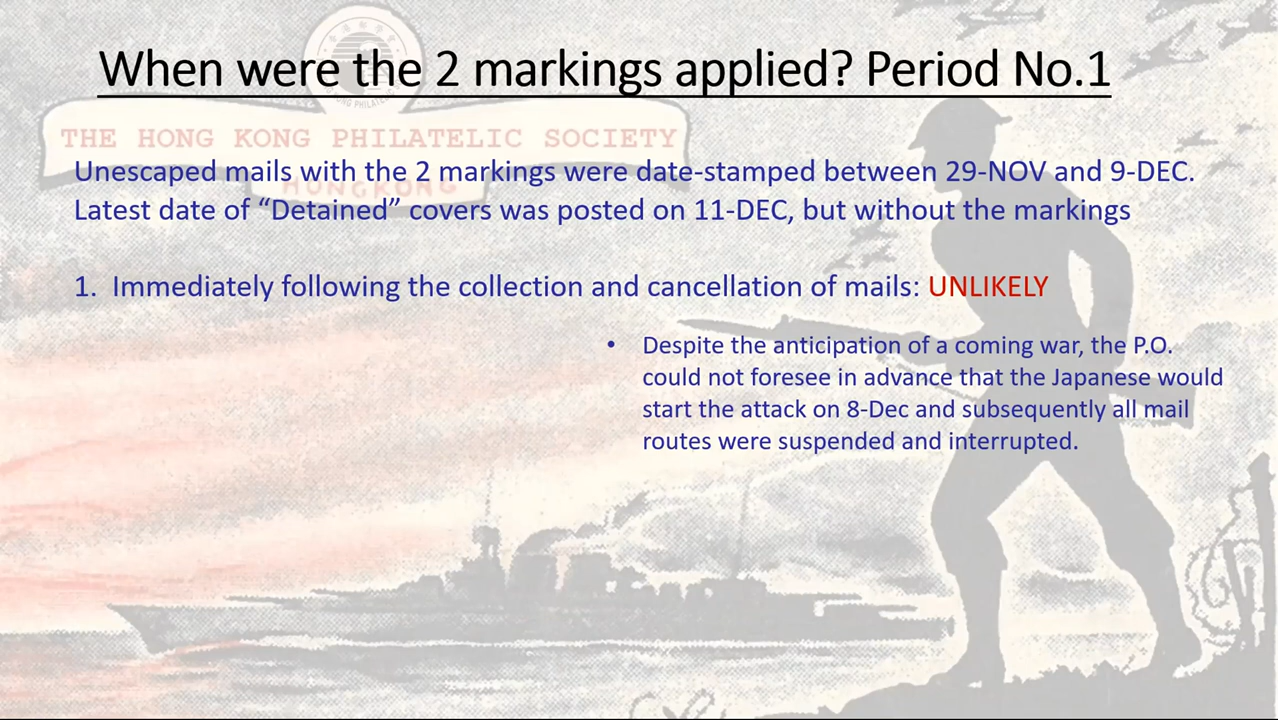 When were the 2 markings applied? Period No.1
THE HONG KONG PHILATELIC SOCIETY
HONGKONG
Unescaped mails with the 2 markings were date-stamped between 29-NOV and 9-DEC.
Latest date of “Detained” covers was posted on 11-DEC, but without the markings
1. Immediately following the collection and cancellation of mails: UNLIKELY
• Despite the anticipation of a coming war, the P.O.
could not foresee in advance that the Japanese would
start the attack on 8-Dec and subsequently all mail
routes were suspended and interrupted.